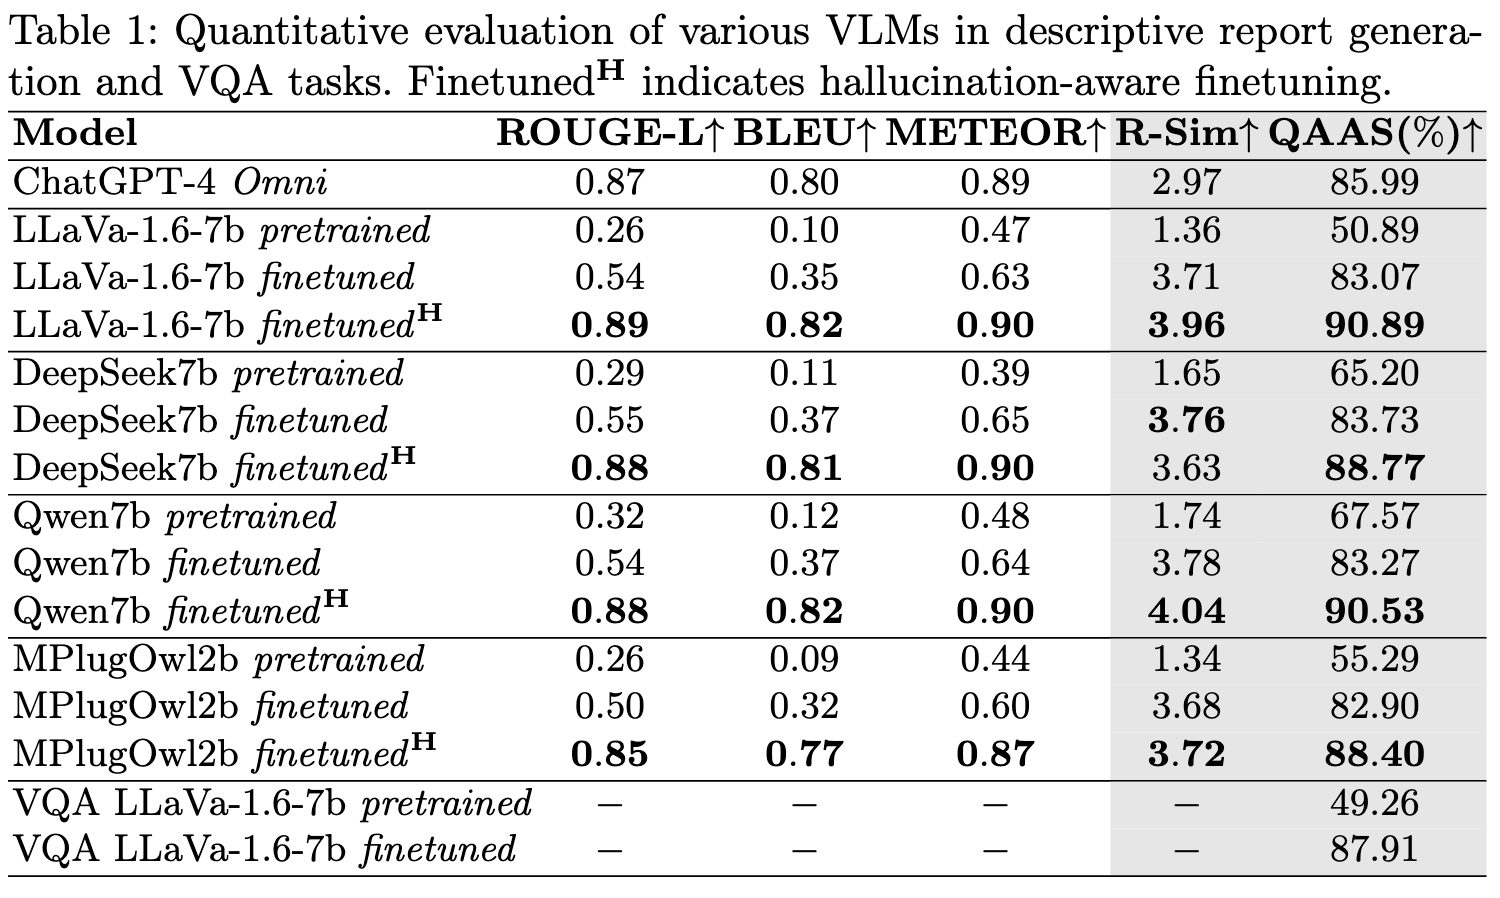 Table 1: Quantitative evaluation of various VLMs in descriptive report genera-
tion and VQA tasks. Finetuned^H indicates hallucination-aware finetuning.
Model ROUGE-L↑ BLEU↑ METEOR↑ R-Sim↑ QAAS(%)↑
ChatGPT-4 Omni 0.87 0.80 0.89 2.97 85.99
LLaVa-1.6-7b pretrained 0.26 0.10 0.47 1.36 50.89
LLaVa-1.6-7b finetuned 0.54 0.35 0.63 3.71 83.07
LLaVa-1.6-7b finetuned^H 0.89 0.82 0.90 3.96 90.89
DeepSeek7b pretrained 0.29 0.11 0.39 1.65 65.20
DeepSeek7b finetuned 0.55 0.37 0.65 3.76 83.73
DeepSeek7b finetuned^H 0.88 0.81 0.90 3.63 88.77
Qwen7b pretrained 0.32 0.12 0.48 1.74 67.57
Qwen7b finetuned 0.54 0.37 0.64 3.78 83.27
Qwen7b finetuned^H 0.88 0.82 0.90 4.04 90.53
MPlugOwl2b pretrained 0.26 0.09 0.44 1.34 55.29
MPlugOwl2b finetuned 0.50 0.32 0.60 3.68 82.90
MPlugOwl2b finetuned^H 0.85 0.77 0.87 3.72 88.40
VQA LLaVa-1.6-7b pretrained – – – – 49.26
VQA LLaVa-1.6-7b finetuned – – – – 87.91